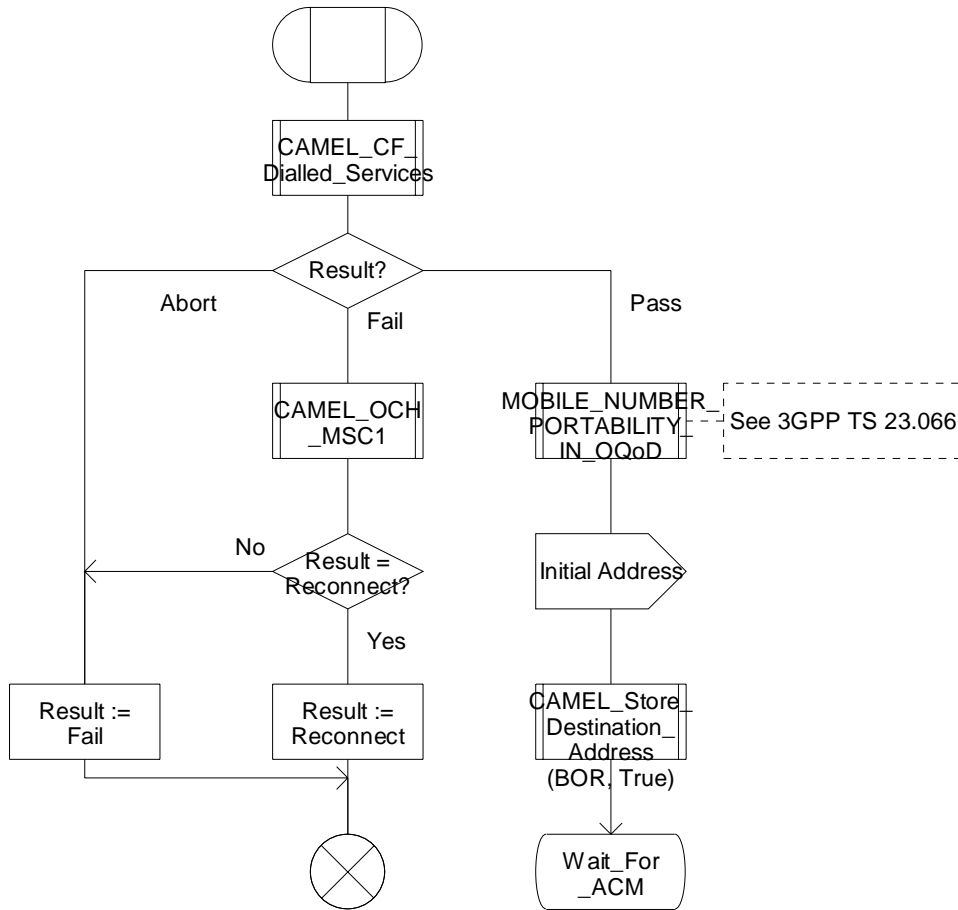 CAMEL_CF_
Dialled_Services
Result?
Abort
Fail
Pass
CAMEL_OCH
_MSC1
MOBILE_NUMBER_
PORTABILITY_
IN_OQoD
See 3GPP TS 23.066
No
Result =
Reconnect?
Initial Address
Yes
Result :=
Fail
Result :=
Reconnect
CAMEL_Store_
Destination_
Address
(BOR, True)
Wait_For
_ACM